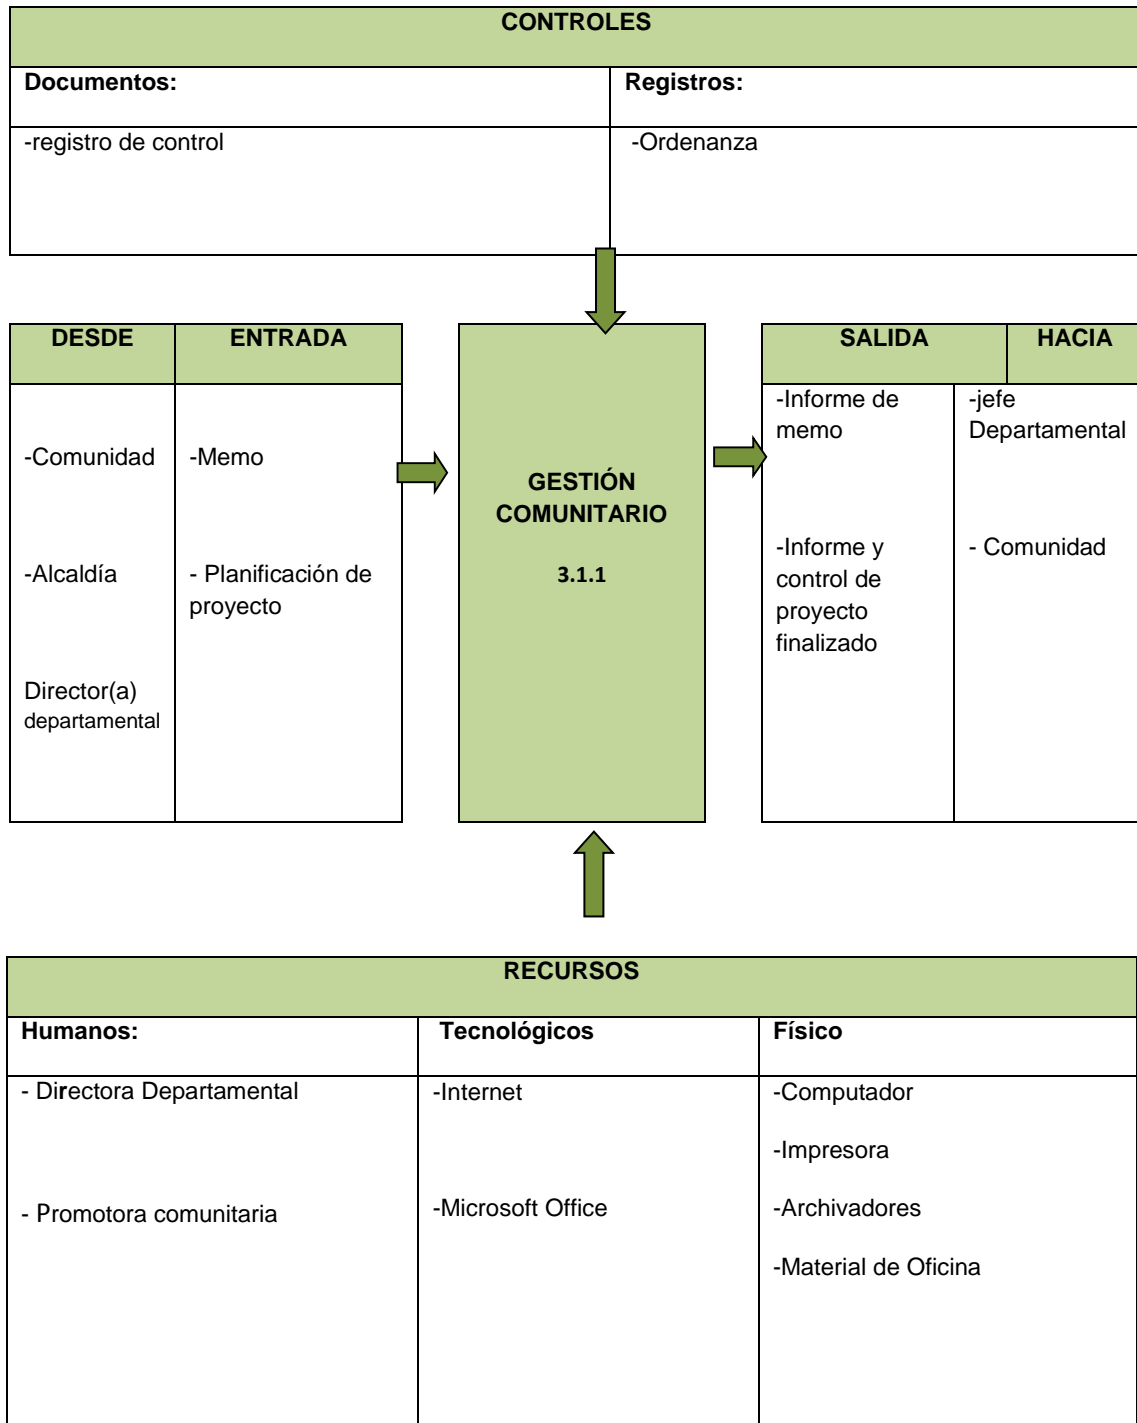 CONTROLES
Documentos:
Registros:
-registro de control
-Ordenanza
DESDE
ENTRADA
-Comunidad
-Memo
-Alcaldía
- Planificación de
proyecto
Director(a)
departamental
GESTIÓN
COMUNITARIO
3.1.1
SALIDA
HACIA
-Informe de
memo
-jefe
Departamental
-Informe y
control de
proyecto
finalizado
- Comunidad
RECURSOS
Humanos:
Tecnológicos
Físico
- Directora Departamental
- Promotora comunitaria
-Internet
-Microsoft Office
-Computador
-Impresora
-Archivadores
-Material de Oficina